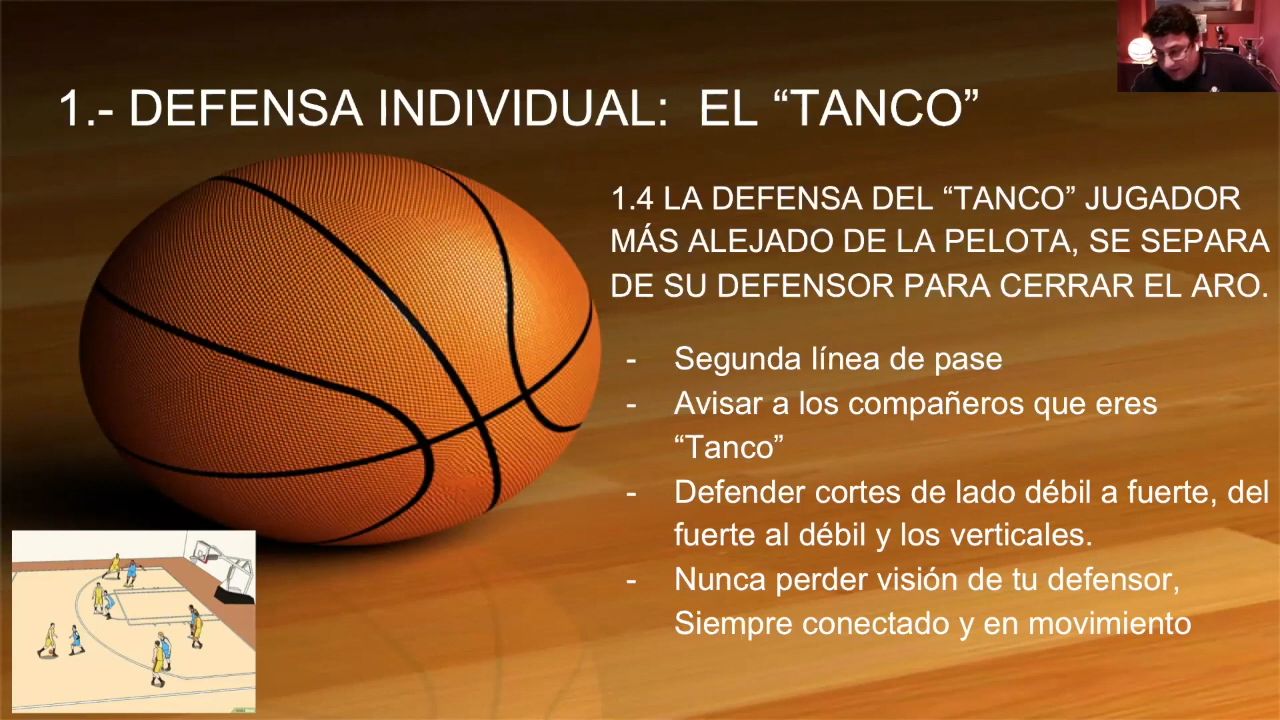 1.- DEFENSA INDIVIDUAL:  EL “TANCO”
1.4 LA DEFENSA DEL “TANCO” JUGADOR
MÁS ALEJADO DE LA PELOTA, SE SEPARA
DE SU DEFENSOR PARA CERRAR EL ARO.
- Segunda línea de pase
- Avisar a los compañeros que eres
“Tanco”
- Defender cortes de lado débil a fuerte, del
fuerte al débil y los verticales.
- Nunca perder visión de tu defensor,
Siempre conectado y en movimiento